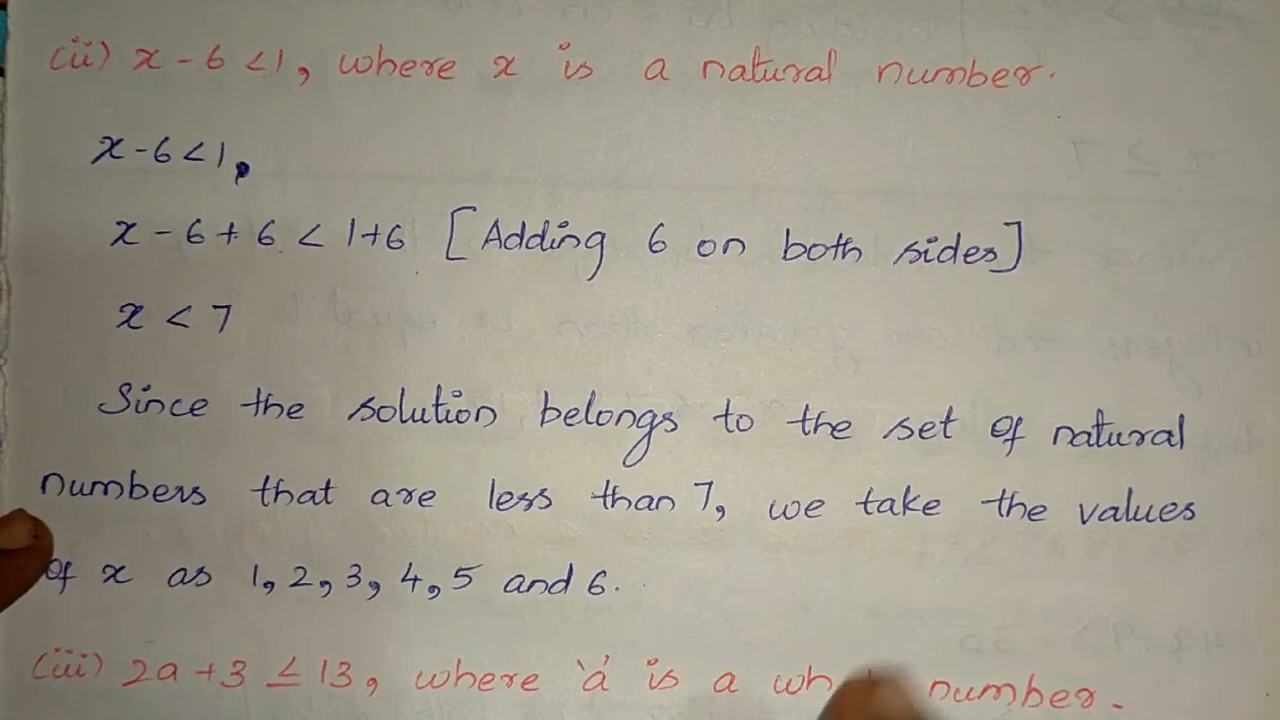 (ii) x - 6 < 1, where x is a natural number.
x - 6 < 1,
x - 6 + 6 < 1 + 6 [Adding 6 on both sides]
x < 7
Since the solution belongs to the set of natural
numbers that are less than 7, we take the values
of x as 1, 2, 3, 4, 5 and 6.
(iii) 2a + 3 ≤ 13, where 'a' is a number.